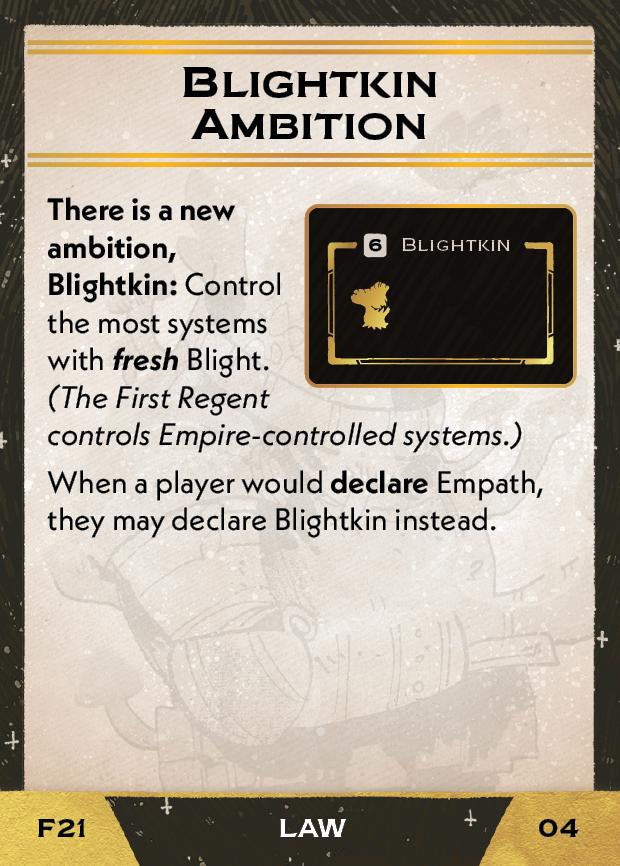 BLIGHTKIN
AMBITION
There is a new
ambition,
Blightkin: Control
the most systems
with fresh Blight.
(The First Regent
controls Empire-controlled systems.)
6 BLIGHTKIN
When a player would declare Empath,
they may declare Blightkin instead.
F21 LAW 04